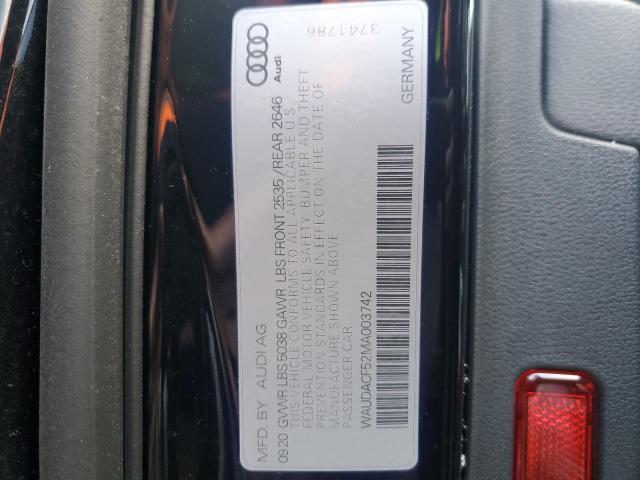 MFD BY AUDI AG
09.20 GVWR LBS 5038 GAWR LBS FRONT 2535 / REAR 2646
THIS VEHICLE CONFORMS TO ALL APPLICABLE U.S.
FEDERAL MOTOR VEHICLE SAFETY, BUMPER AND THEFT
PREVENTION STANDARDS IN EFFECT ON THE DATE OF
MANUFACTURE SHOWN ABOVE
PASSENGER CAR
WAUDACF52MA003742
Audi
3741786
GERMANY